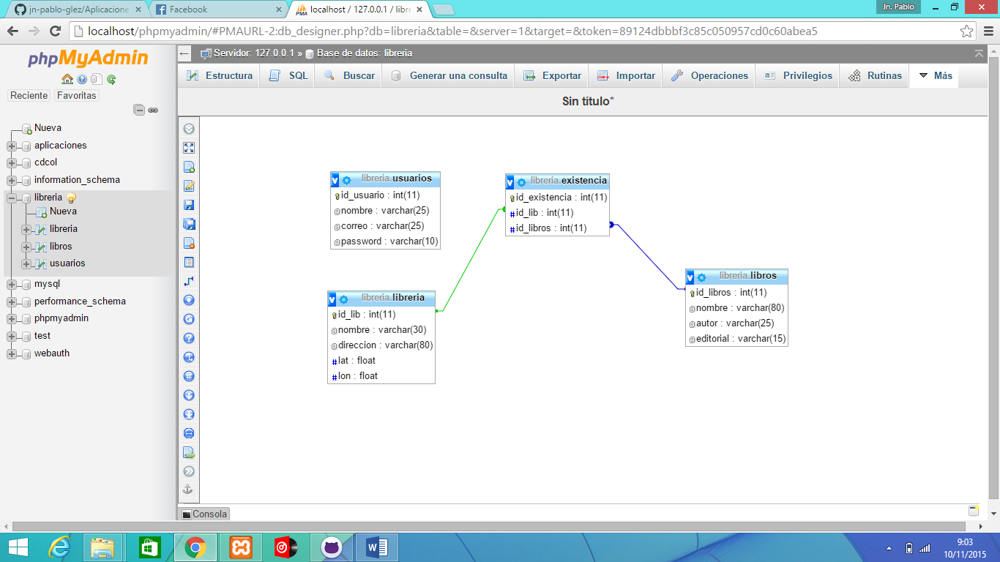 jn-pablo-glez/Aplicacione
Facebook
localhost / 127.0.0.1 / libre
Jn. Pablo
localhost/phpmyadmin/#PMAURL-2:db_designer.php?db=libreria&table=&server=1&target=&token=89124dbbbf3c85c050957cd0c60abea5
phpMyAdmin
Reciente Favoritas
Nueva
aplicaciones
cdcol
information_schema
libreria
Nueva
libreria
libros
usuarios
mysql
performance_schema
phpmyadmin
test
webauth
Servidor: 127.0.0.1 » Base de datos: libreria
Estructura SQL Buscar Generar una consulta Exportar Importar Operaciones Privilegios Rutinas Más
Sin título*
v libreria.usuarios
id_usuario : int(11)
nombre : varchar(25)
correo : varchar(25)
password : varchar(10)
v libreria.existencia
id_existencia : int(11)
# id_lib : int(11)
# id_libros : int(11)
v libreria.libreria
id_lib : int(11)
nombre : varchar(30)
direccion : varchar(80)
# lat : float
# lon : float
v libreria.libros
id_libros : int(11)
nombre : varchar(80)
autor : varchar(25)
editorial : varchar(15)
Consola
9:03
10/11/2015